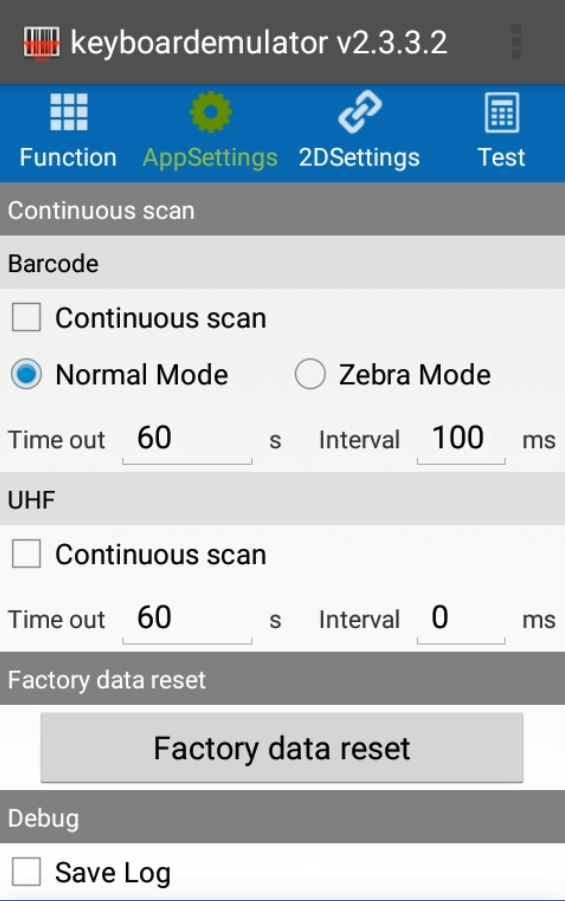 keyboardemulator v2.3.3.2
Function AppSettings 2DSettings Test
Continuous scan
Barcode
Continuous scan
Normal Mode Zebra Mode
Time out 60 s Interval 100 ms
UHF
Continuous scan
Time out 60 s Interval 0 ms
Factory data reset
Factory data reset
Debug
Save Log